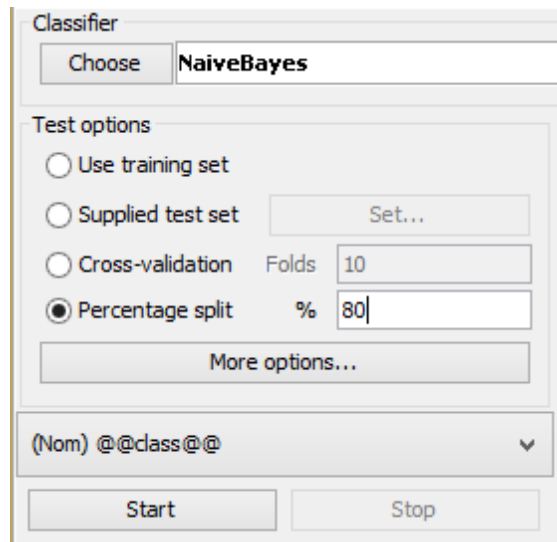 Classifier
Choose NaiveBayes
Test options
Use training set
Supplied test set Set...
Cross-validation Folds 10
Percentage split % 80
More options...
(Nom) @@class@@
Start Stop